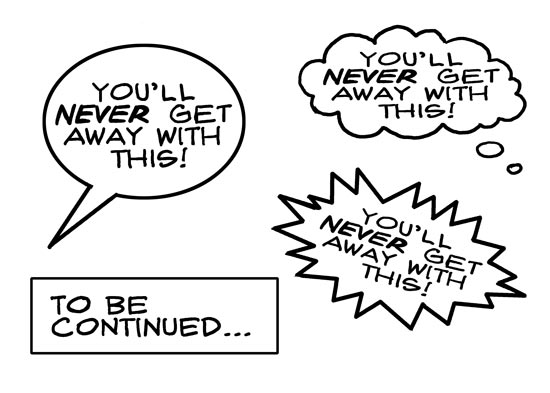 YOU'LL
NEVER GET
AWAY WITH
THIS!
YOU'LL
NEVER GET
AWAY WITH
THIS!
YOU'LL
NEVER GET
AWAY WITH
THIS!
TO BE
CONTINUED...